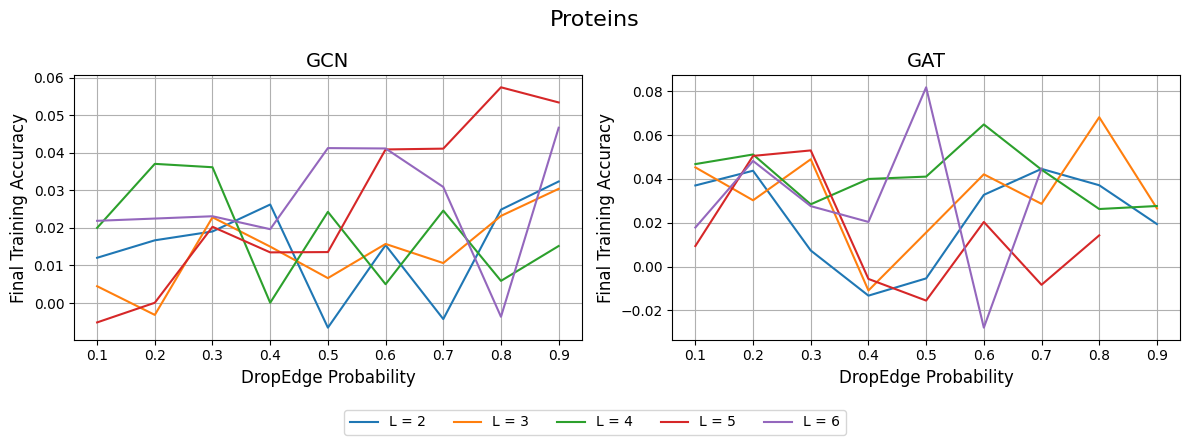 Proteins
GCN
Final Training Accuracy
0.06
0.05
0.04
0.03
0.02
0.01
0.00
0.1 0.2 0.3 0.4 0.5 0.6 0.7 0.8 0.9
DropEdge Probability
GAT
Final Training Accuracy
0.08
0.06
0.04
0.02
0.00
−0.02
0.1 0.2 0.3 0.4 0.5 0.6 0.7 0.8 0.9
DropEdge Probability
L = 2 L = 3 L = 4 L = 5 L = 6